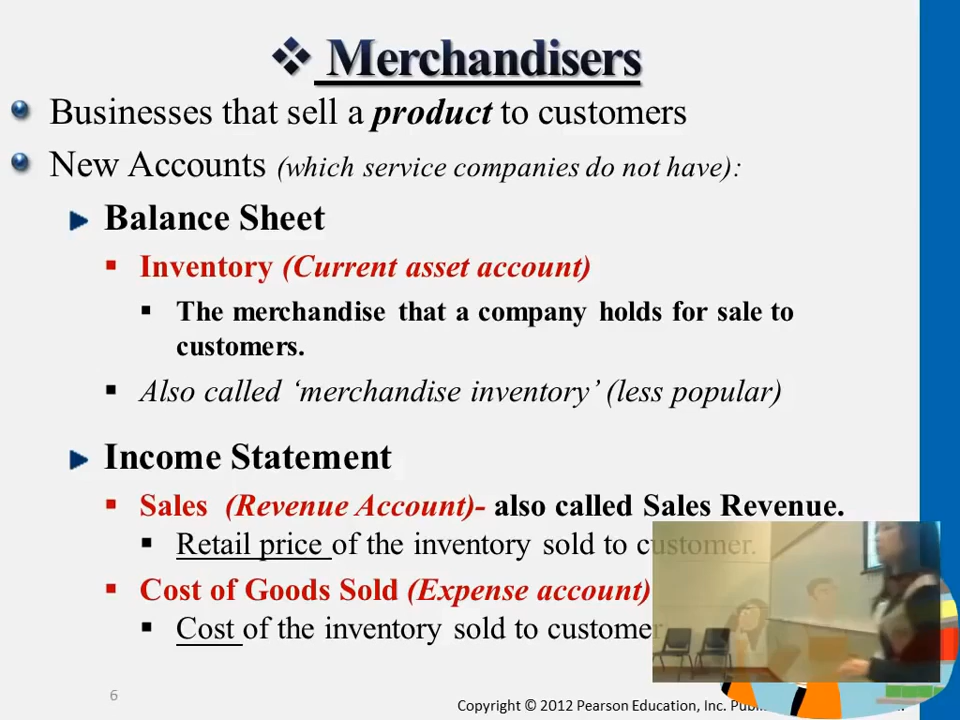 ❖ Merchandisers
Businesses that sell a product to customers
New Accounts (which service companies do not have):
Balance Sheet
Inventory (Current asset account)
The merchandise that a company holds for sale to
customers.
Also called ‘merchandise inventory’ (less popular)
Income Statement
Sales (Revenue Account)- also called Sales Revenue.
Retail price of the inventory sold to customer.
Cost of Goods Sold (Expense account)
Cost of the inventory sold to customer
6
Copyright © 2012 Pearson Education, Inc.